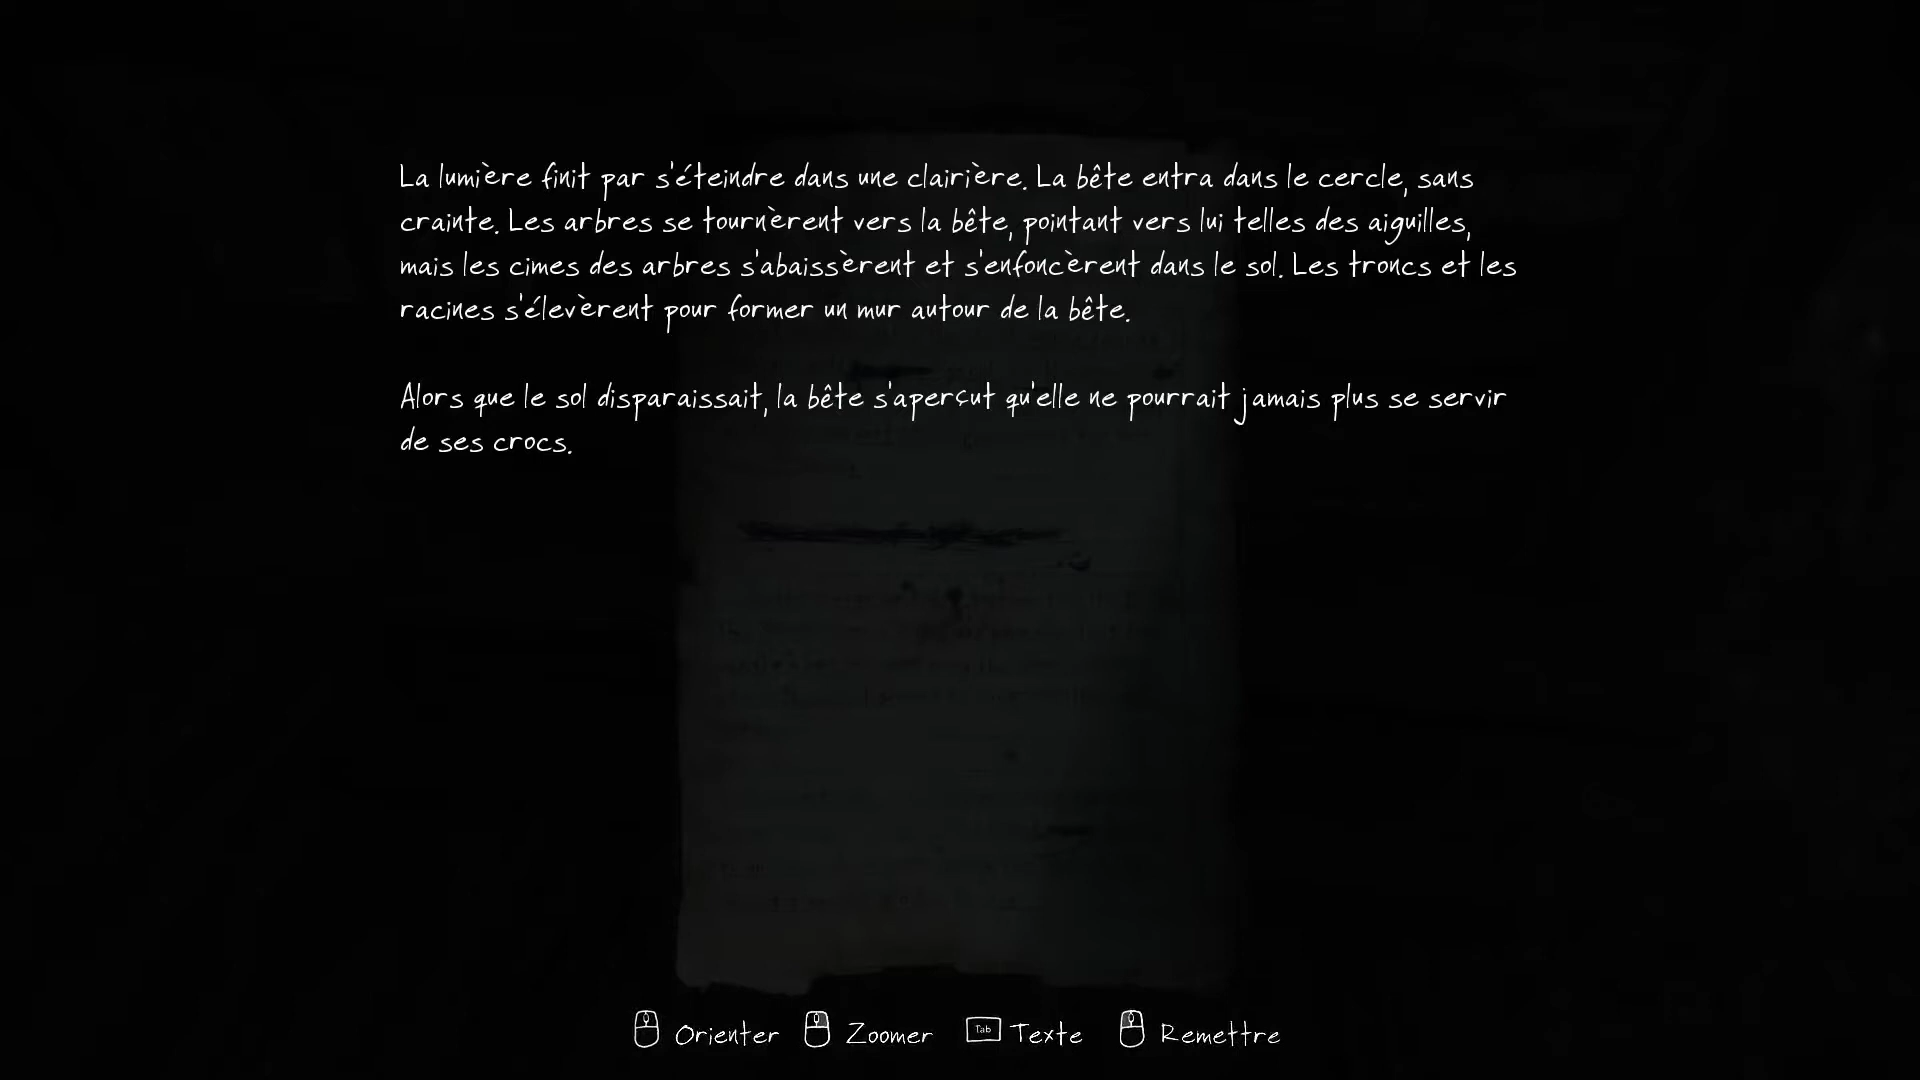 La lumière finit par s'éteindre dans une clairière. La bête entra dans le cercle, sans
crainte. Les arbres se tournèrent vers la bête, pointant vers lui telles des aiguilles,
mais les cimes des arbres s'abaissèrent et s'enfoncèrent dans le sol. Les troncs et les
racines s'élevèrent pour former un mur autour de la bête.
Alors que le sol disparaissait, la bête s'aperçut qu'elle ne pourrait jamais plus se servir
de ses crocs.
Orienter Zoomer Tab Texte Remettre